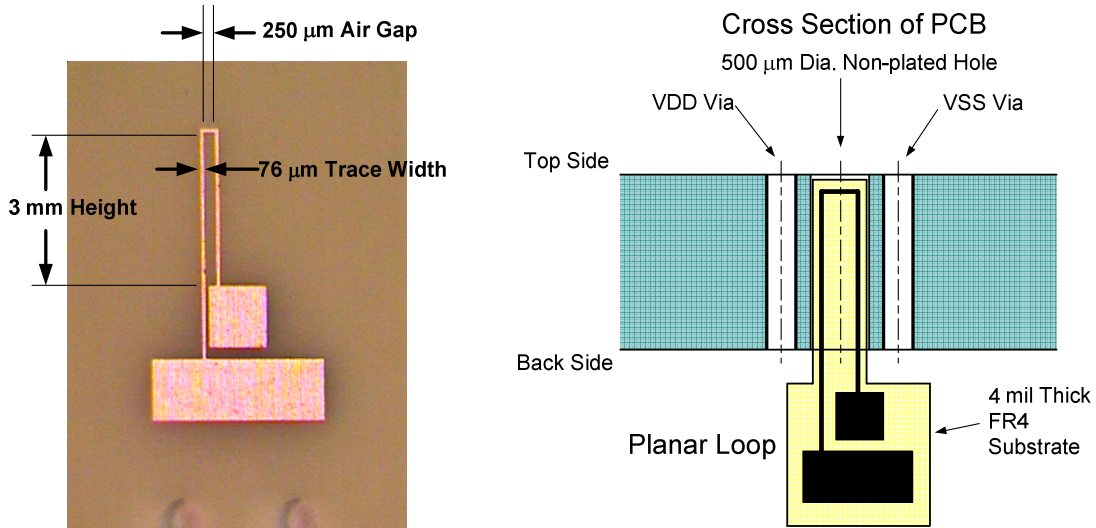 250 μm Air Gap
76 μm Trace Width
3 mm Height
Cross Section of PCB
500 μm Dia. Non-plated Hole
VDD Via
VSS Via
Top Side
Back Side
4 mil Thick
FR4
Substrate
Planar Loop